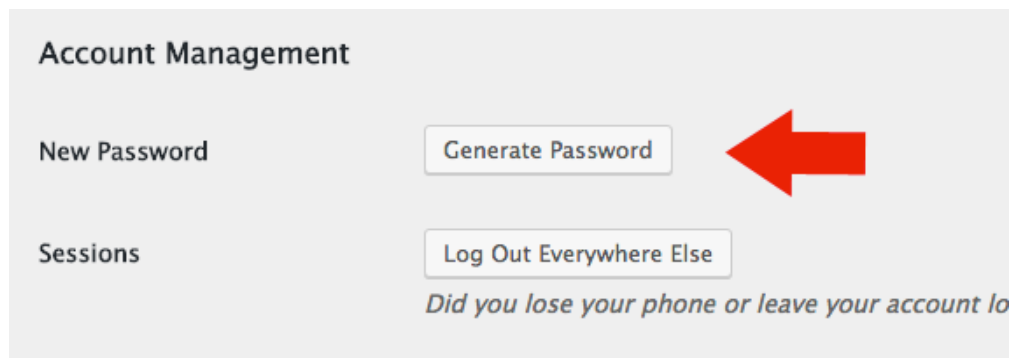 Account Management
New Password
Generate Password
Sessions
Log Out Everywhere Else
Did you lose your phone or leave your account lo